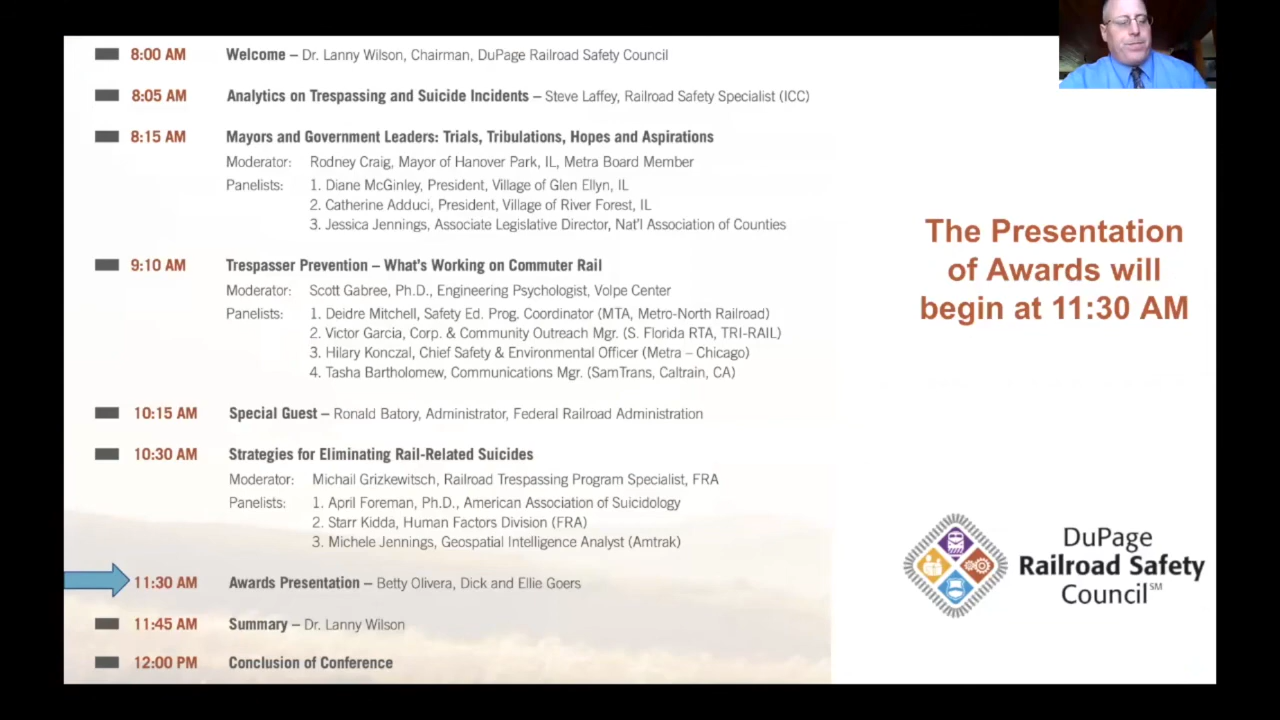 8:00 AM Welcome – Dr. Lanny Wilson, Chairman, DuPage Railroad Safety Council
8:05 AM Analytics on Trespassing and Suicide Incidents – Steve Laffey, Railroad Safety Specialist (ICC)
8:15 AM Mayors and Government Leaders: Trials, Tribulations, Hopes and Aspirations
Moderator: Rodney Craig, Mayor of Hanover Park, IL, Metra Board Member
Panelists: 1. Diane McGinley, President, Village of Glen Ellyn, IL
2. Catherine Adduci, President, Village of River Forest, IL
3. Jessica Jennings, Associate Legislative Director, Nat'l Association of Counties
9:10 AM Trespasser Prevention – What's Working on Commuter Rail
Moderator: Scott Gabree, Ph.D., Engineering Psychologist, Volpe Center
Panelists: 1. Deidre Mitchell, Safety Ed. Prog. Coordinator (MTA, Metro-North Railroad)
2. Victor Garcia, Corp. & Community Outreach Mgr. (S. Florida RTA, TRI-RAIL)
3. Hilary Konczal, Chief Safety & Environmental Officer (Metra – Chicago)
4. Tasha Bartholomew, Communications Mgr. (SamTrans, Caltrain, CA)
10:15 AM Special Guest – Ronald Batory, Administrator, Federal Railroad Administration
10:30 AM Strategies for Eliminating Rail-Related Suicides
Moderator: Michail Grizkewitsch, Railroad Trespassing Program Specialist, FRA
Panelists: 1. April Foreman, Ph.D., American Association of Suicidology
2. Starr Kidda, Human Factors Division (FRA)
3. Michele Jennings, Geospatial Intelligence Analyst (Amtrak)
11:30 AM Awards Presentation – Betty Olivera, Dick and Ellie Goers
11:45 AM Summary – Dr. Lanny Wilson
12:00 PM Conclusion of Conference
The Presentation
of Awards will
begin at 11:30 AM
DuPage
Railroad Safety
Council℠